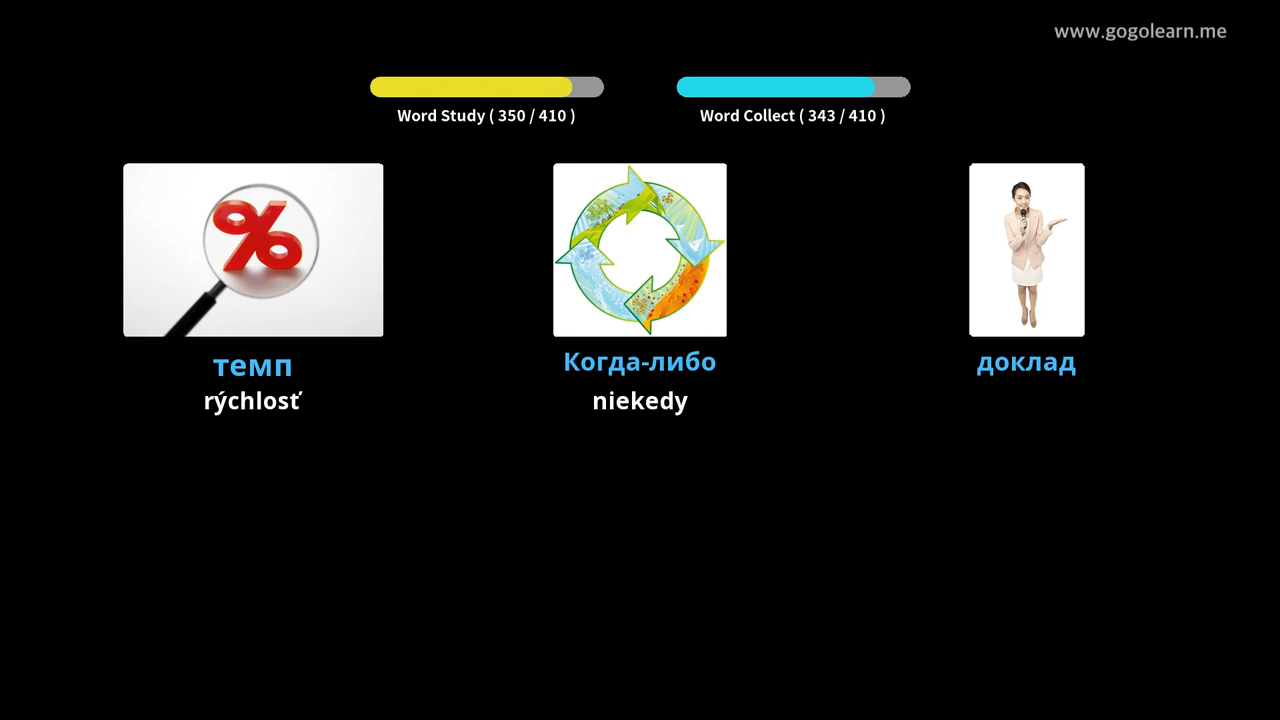 www.gogolearn.me
Word Study ( 350 / 410 )
Word Collect ( 343 / 410 )
%
темп
Когда-либо
доклад
rýchlosť
niekedy